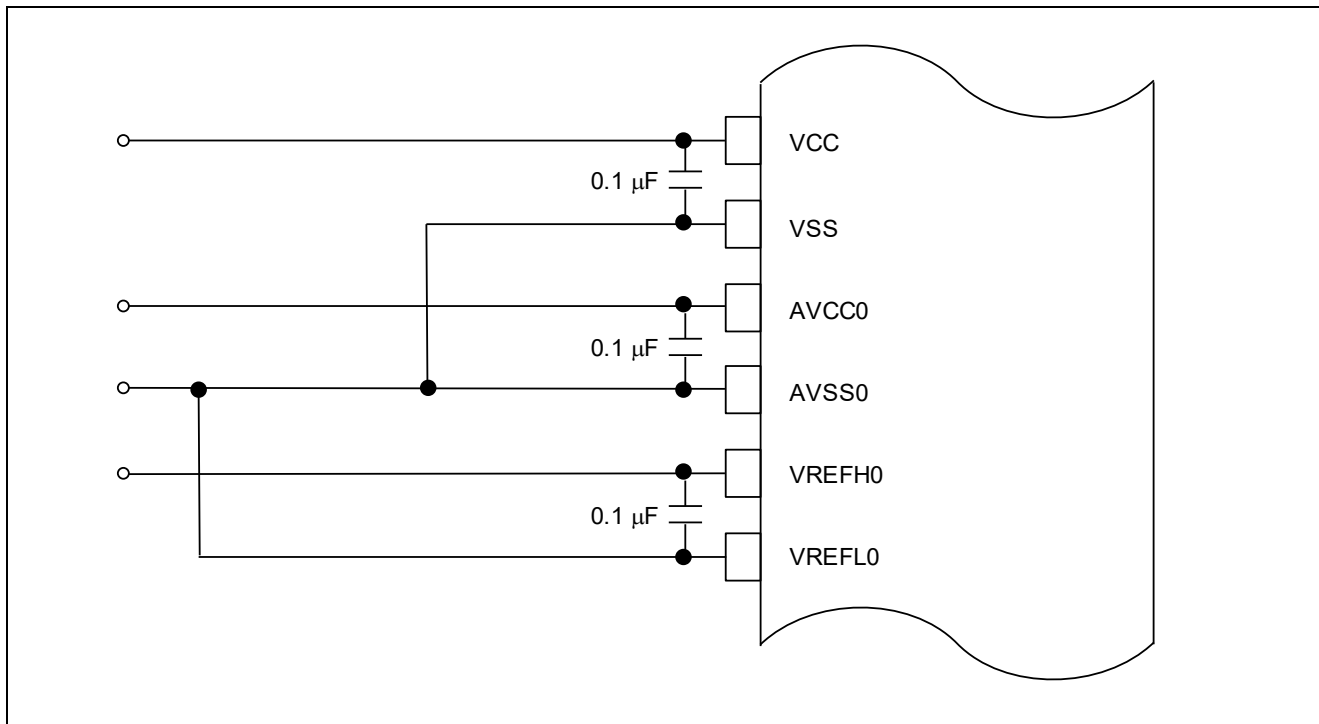 VCC
0.1 μF
VSS
AVCC0
0.1 μF
AVSS0
VREFH0
0.1 μF
VREFL0